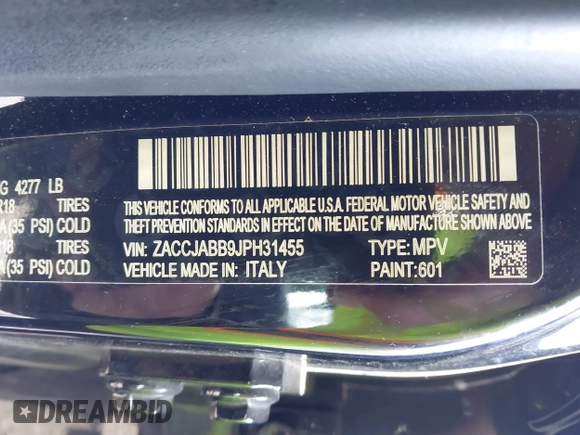 G 4277 LB
R18 TIRES
A(35 PSI) COLD
R18 TIRES
A (35 PSI) COLD
THIS VEHICLE CONFORMS TO ALL APPLICABLE U.S.A. FEDERAL MOTOR VEHICLE SAFETY AND
THEFT PREVENTION STANDARDS IN EFFECT ON THE DATE OF MANUFACTURE SHOWN ABOVE.
VIN: ZACCJABB9JPH31455 TYPE: MPV
VEHICLE MADE IN: ITALY PAINT:601
DREAMBID